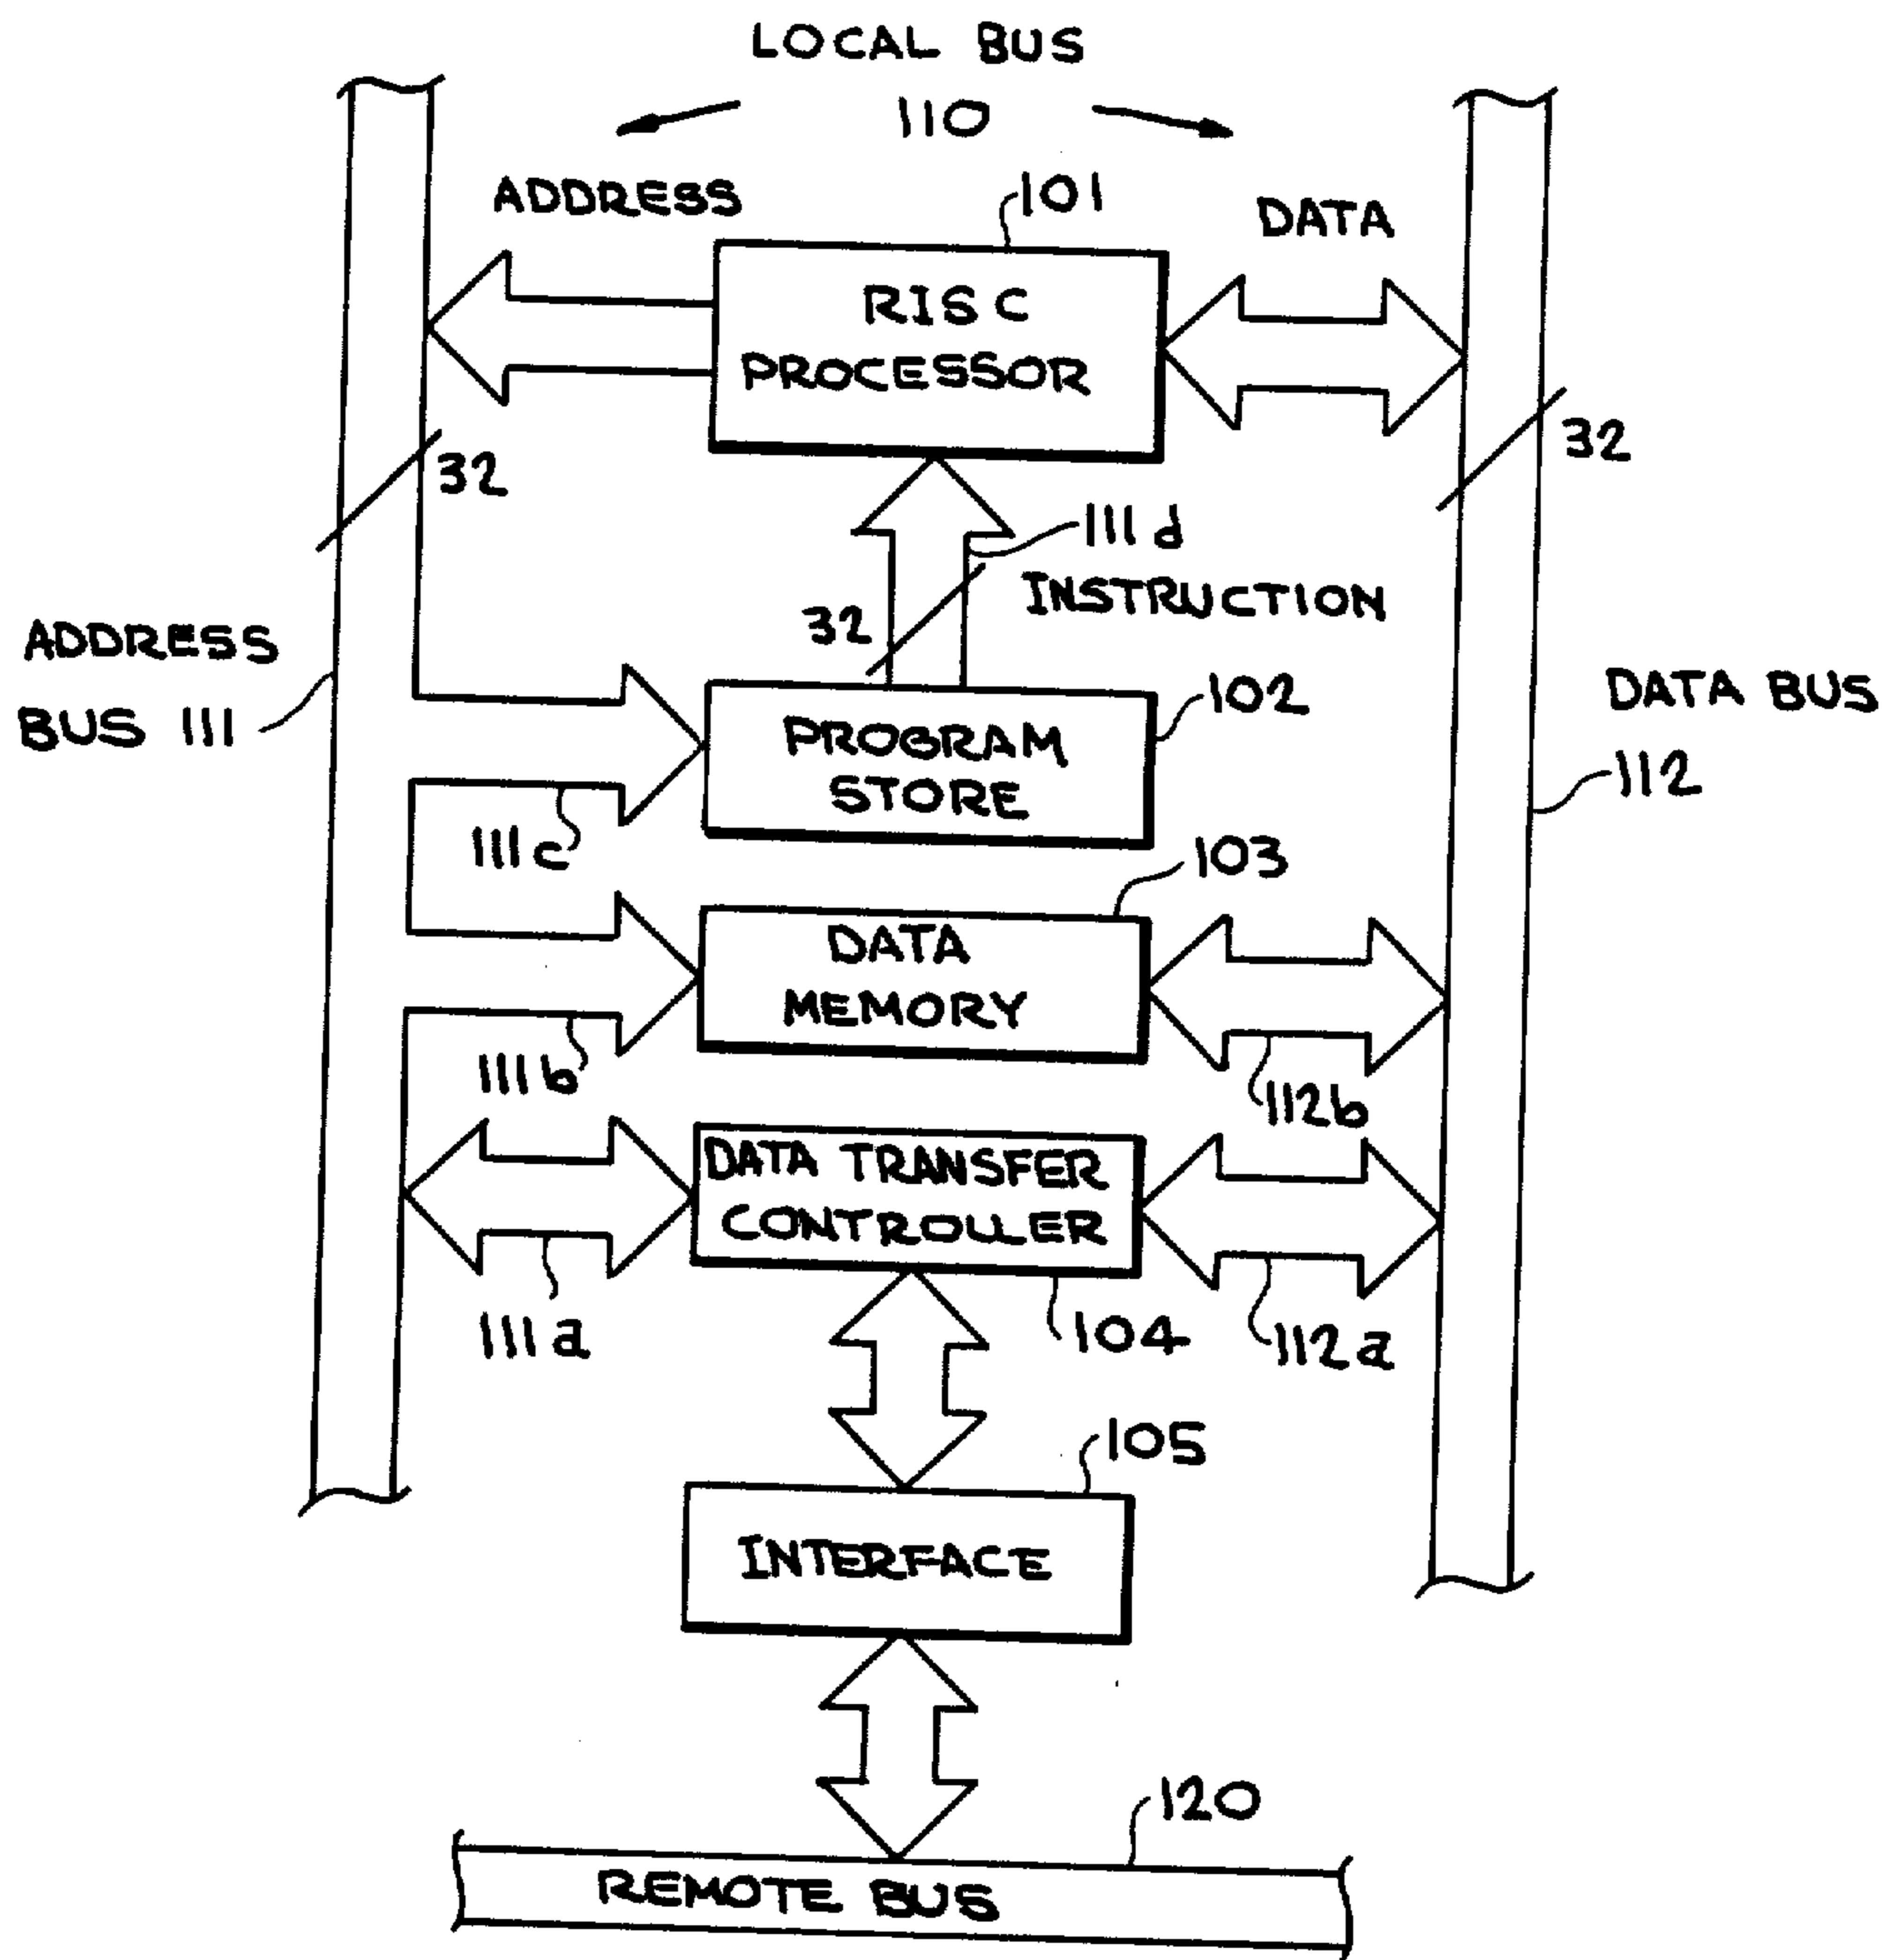 LOCAL BUS
110
ADDRESS
101
DATA
RISC
PROCESSOR
32
32
111d
INSTRUCTION
32
ADDRESS
BUS 111
102
DATA BUS
112
PROGRAM
STORE
111c
103
DATA
MEMORY
111b
112b
DATA TRANSFER
CONTROLLER
111a
104
112a
105
INTERFACE
120
REMOTE BUS